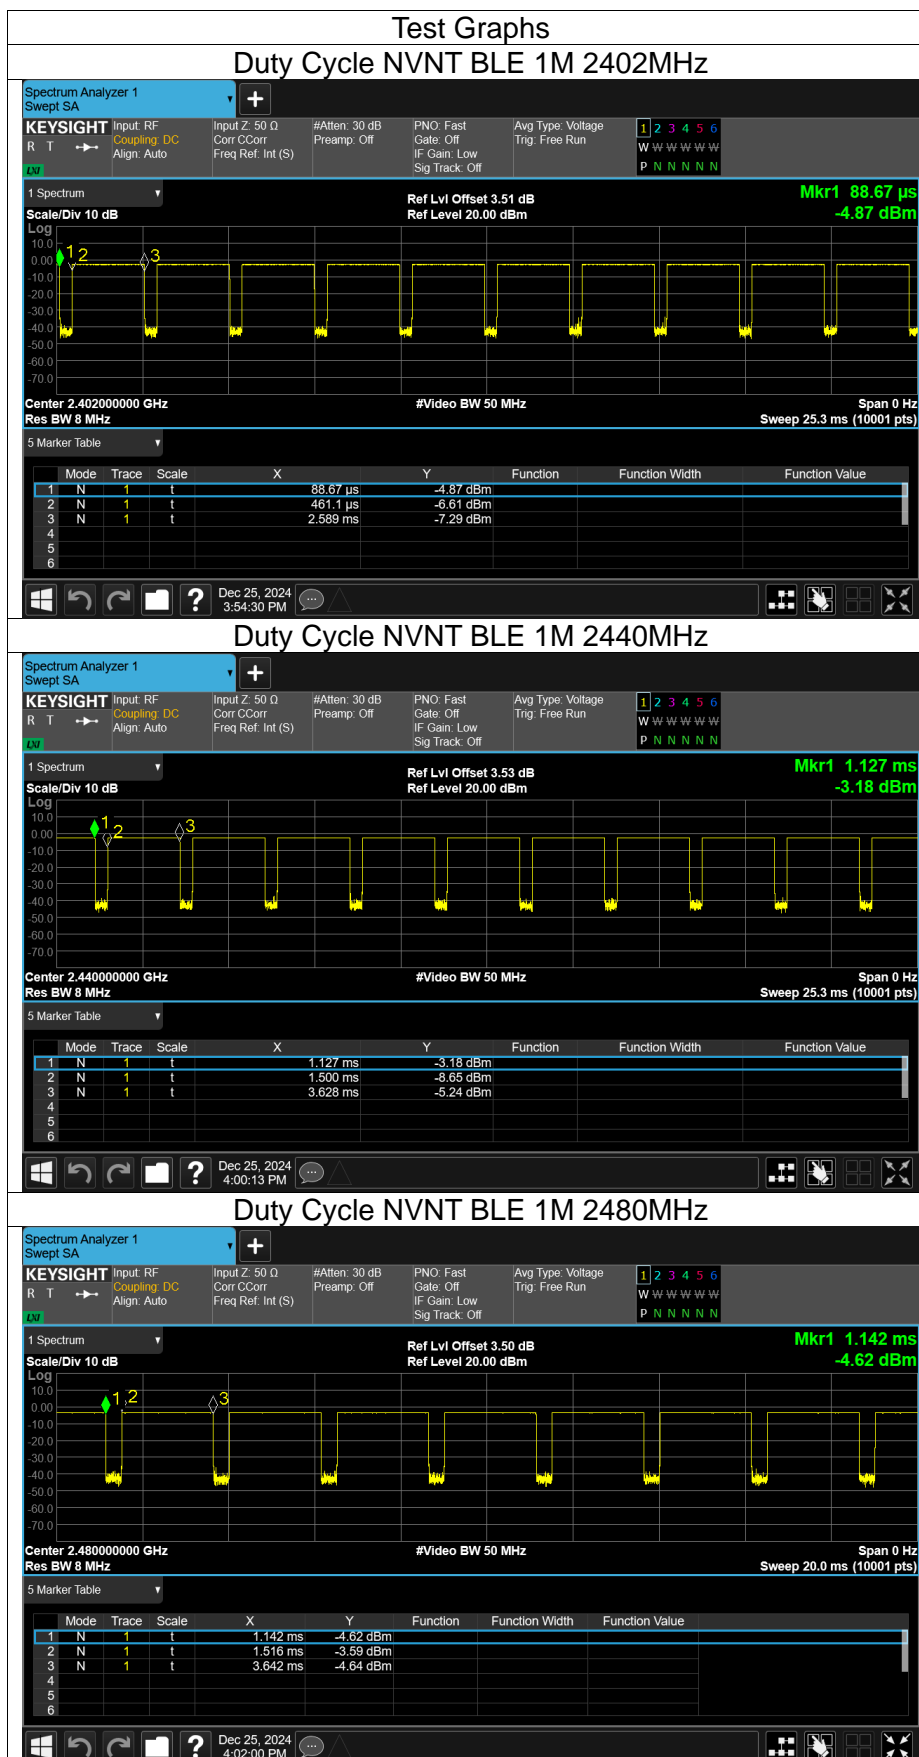 Test Graphs
Duty Cycle NVNT BLE 1M 2402MHz
Spectrum Analyzer 1
Swept SA
KEYSIGHT Input: RF Input Z: 50 Ω #Atten: 30 dB PNO: Fast Avg Type: Voltage 1 2 3 4 5 6
R T Coupling: DC Corr CCorr Preamp: Off Gate: Off Trig: Free Run
Align: Auto Freq Ref: Int (S) IF Gain: Low W W W W W W
LXI Sig Track: Off P N N N N N
1 Spectrum Ref Lvl Offset 3.51 dB Mkr1 88.67 µs
Scale/Div 10 dB Ref Level 20.00 dBm -4.87 dBm
Log
10.0
0.00 1 2 3
-10.0
-20.0
-30.0
-40.0
-50.0
-60.0
-70.0
Center 2.402000000 GHz #Video BW 50 MHz Span 0 Hz
Res BW 8 MHz Sweep 25.3 ms (10001 pts)
5 Marker Table
Mode Trace Scale X Y Function Function Width Function Value
1 N 1 t 88.67 µs -4.87 dBm
2 N 1 t 461.1 µs -6.61 dBm
3 N 1 t 2.589 ms -7.29 dBm
4
5
6
? Dec 25, 2024
3:54:30 PM
Duty Cycle NVNT BLE 1M 2440MHz
Spectrum Analyzer 1
Swept SA
KEYSIGHT Input: RF Input Z: 50 Ω #Atten: 30 dB PNO: Fast Avg Type: Voltage 1 2 3 4 5 6
R T Coupling: DC Corr CCorr Preamp: Off Gate: Off Trig: Free Run
Align: Auto Freq Ref: Int (S) IF Gain: Low W W W W W W
LXI Sig Track: Off P N N N N N
1 Spectrum Ref Lvl Offset 3.53 dB Mkr1 1.127 ms
Scale/Div 10 dB Ref Level 20.00 dBm -3.18 dBm
Log
10.0
0.00 1 2 3
-10.0
-20.0
-30.0
-40.0
-50.0
-60.0
-70.0
Center 2.440000000 GHz #Video BW 50 MHz Span 0 Hz
Res BW 8 MHz Sweep 25.3 ms (10001 pts)
5 Marker Table
Mode Trace Scale X Y Function Function Width Function Value
1 N 1 t 1.127 ms -3.18 dBm
2 N 1 t 1.500 ms -8.65 dBm
3 N 1 t 3.628 ms -5.24 dBm
4
5
6
? Dec 25, 2024
4:00:13 PM
Duty Cycle NVNT BLE 1M 2480MHz
Spectrum Analyzer 1
Swept SA
KEYSIGHT Input: RF Input Z: 50 Ω #Atten: 30 dB PNO: Fast Avg Type: Voltage 1 2 3 4 5 6
R T Coupling: DC Corr CCorr Preamp: Off Gate: Off Trig: Free Run
Align: Auto Freq Ref: Int (S) IF Gain: Low W W W W W W
LXI Sig Track: Off P N N N N N
1 Spectrum Ref Lvl Offset 3.50 dB Mkr1 1.142 ms
Scale/Div 10 dB Ref Level 20.00 dBm -4.62 dBm
Log
10.0
0.00 1 2 3
-10.0
-20.0
-30.0
-40.0
-50.0
-60.0
-70.0
Center 2.480000000 GHz #Video BW 50 MHz Span 0 Hz
Res BW 8 MHz Sweep 20.0 ms (10001 pts)
5 Marker Table
Mode Trace Scale X Y Function Function Width Function Value
1 N 1 t 1.142 ms -4.62 dBm
2 N 1 t 1.516 ms -3.59 dBm
3 N 1 t 3.642 ms -4.64 dBm
4
5
6
? Dec 25, 2024
4:02:00 PM